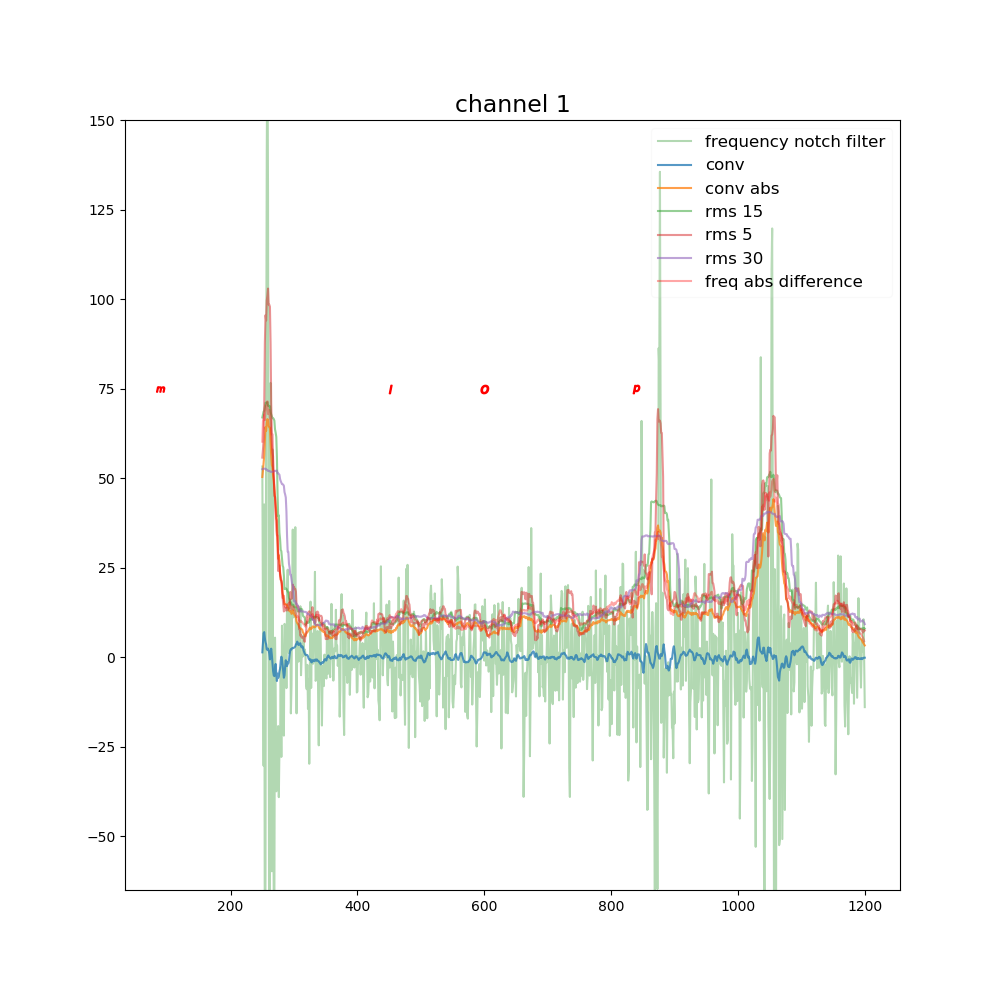 channel 1
150
frequency notch filter
conv
125
conv abs
rms 15
rms 5
rms 30
100
freq abs difference
75
m
l
o
p
50
25
0
−25
−50
200
400
600
800
1000
1200